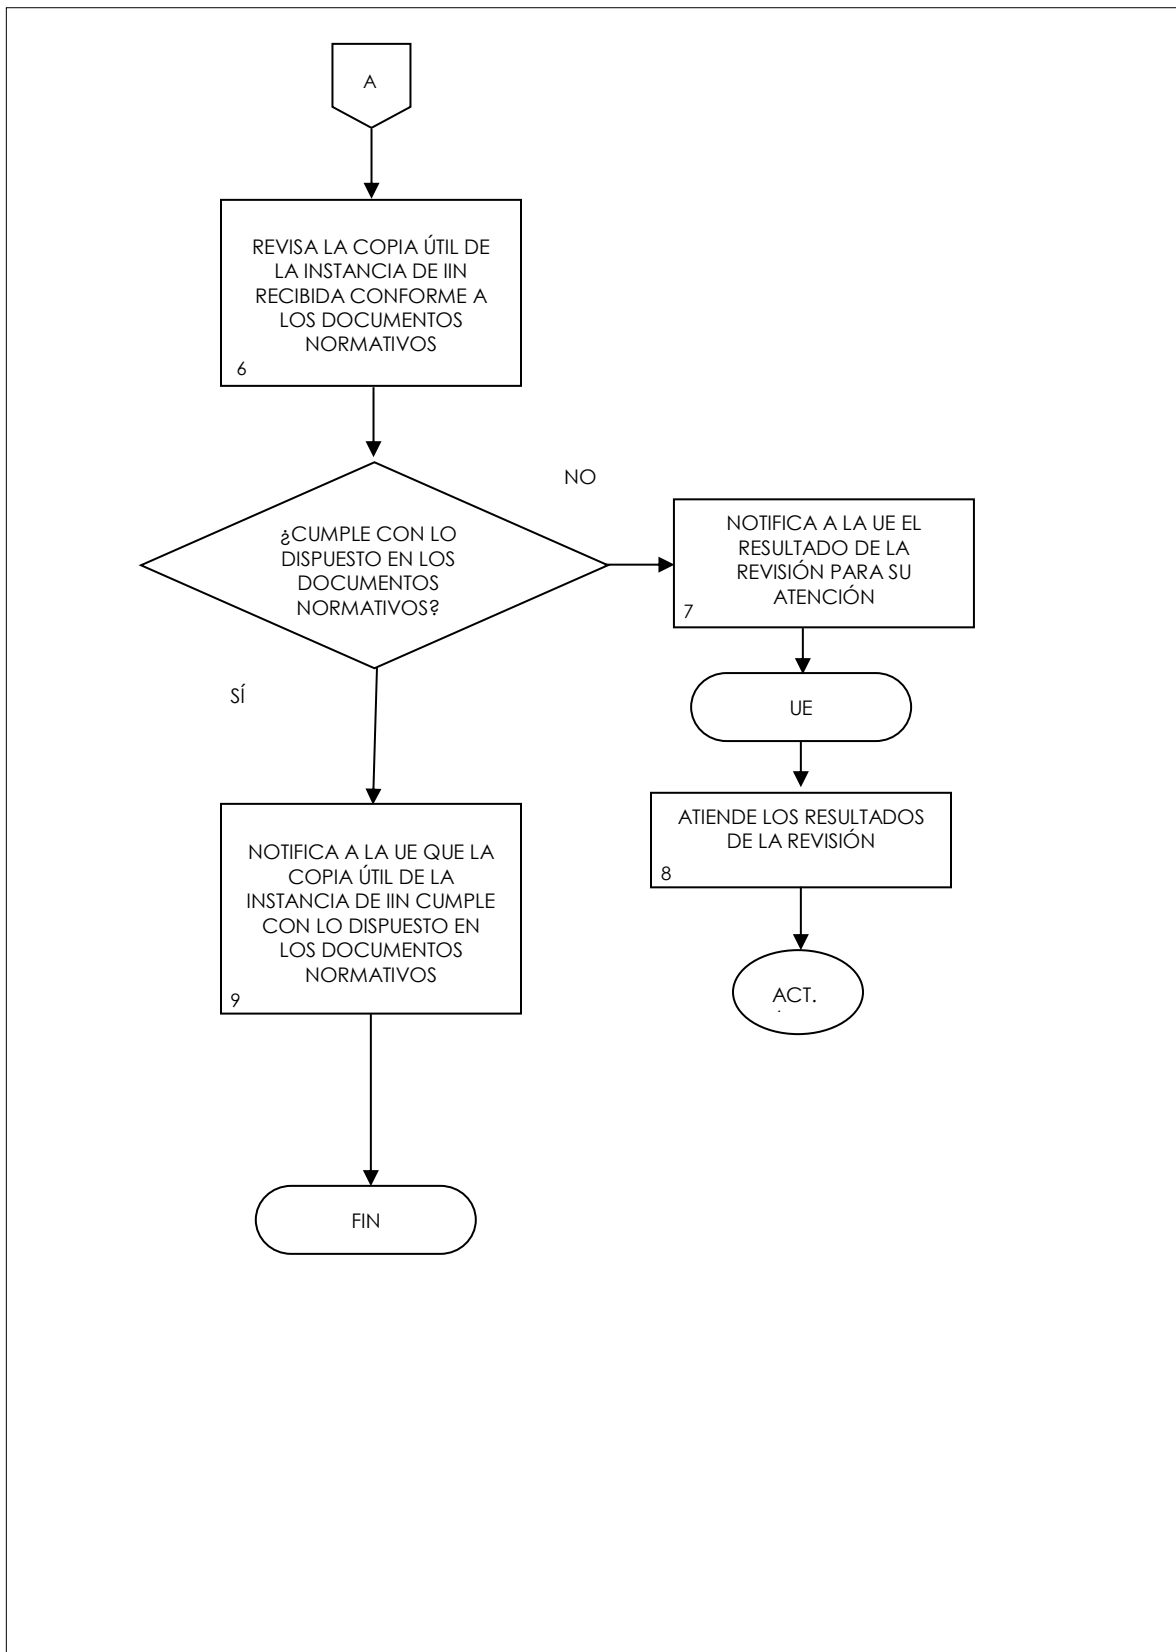 A
REVISA LA COPIA ÚTIL DE
LA INSTANCIA DE IIN
RECIBIDA CONFORME A
LOS DOCUMENTOS
NORMATIVOS
6
¿CUMPLE CON LO
DISPUESTO EN LOS
DOCUMENTOS
NORMATIVOS?
NO
NOTIFICA A LA UE EL
RESULTADO DE LA
REVISIÓN PARA SU
ATENCIÓN
7
UE
ATIENDE LOS RESULTADOS
DE LA REVISIÓN
8
ACT.
SÍ
NOTIFICA A LA UE QUE LA
COPIA ÚTIL DE LA
INSTANCIA DE IIN CUMPLE
CON LO DISPUESTO EN
LOS DOCUMENTOS
NORMATIVOS
9
FIN